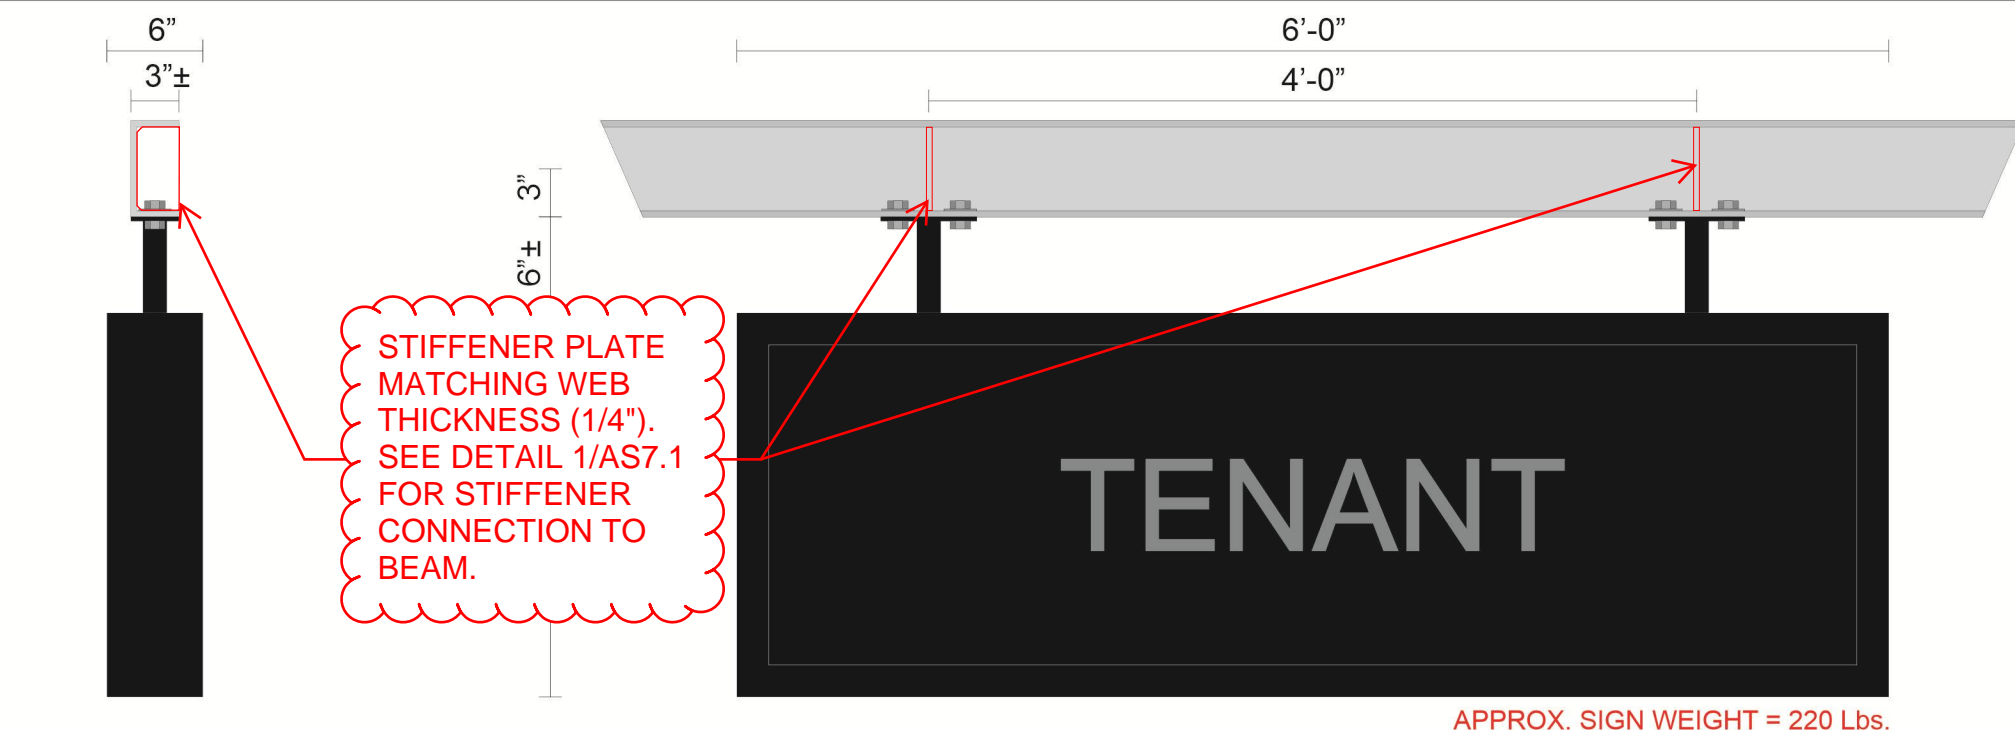 6”
3”±
6’-0”
4’-0”
3”
6”±
STIFFENER PLATE
MATCHING WEB
THICKNESS (1/4").
SEE DETAIL 1/AS7.1
FOR STIFFENER
CONNECTION TO
BEAM.
TENANT
APPROX. SIGN WEIGHT = 220 Lbs.